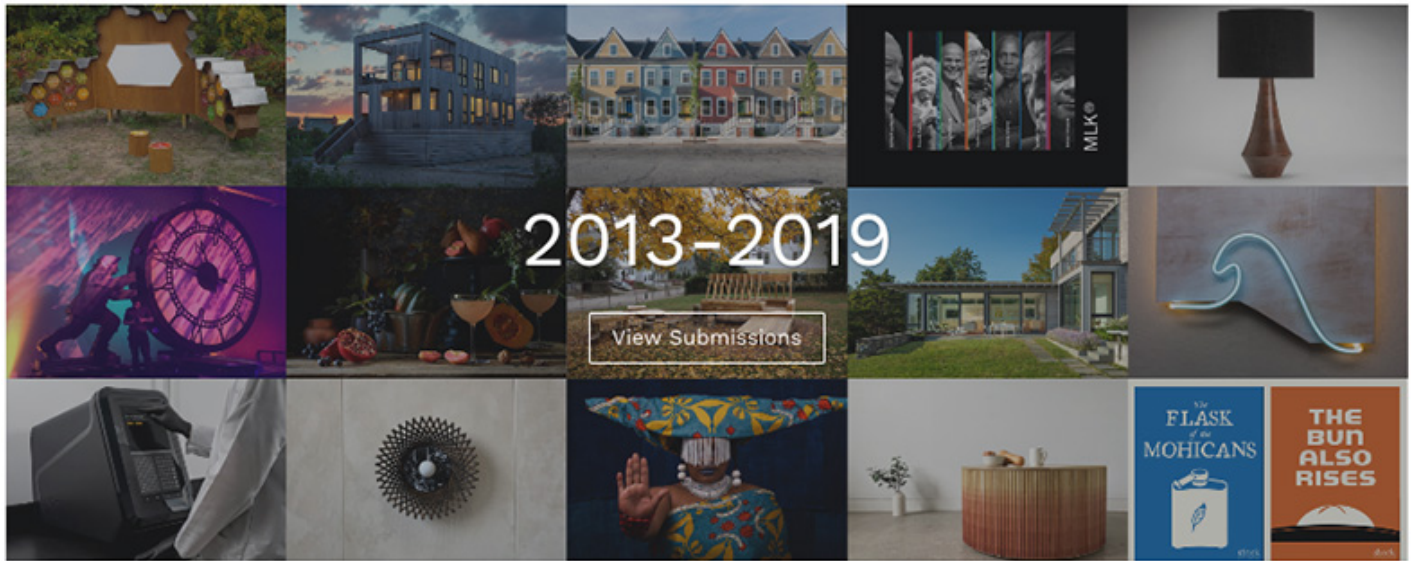 MLK
2013-2019
View Submissions
The
FLASK
of the
MOHICANS
THE
BUN
ALSO
RISES